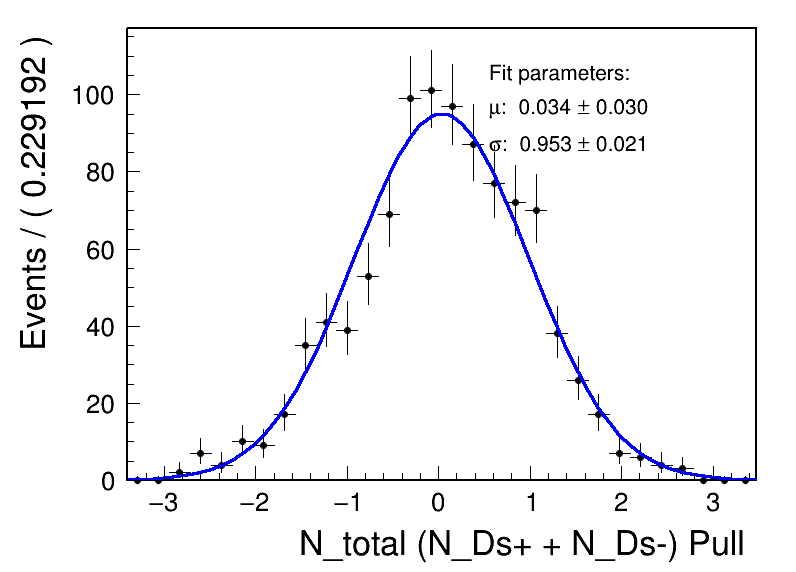 Events / ( 0.229192 )
100
80
60
40
20
0
Fit parameters:
μ: 0.034 ± 0.030
σ: 0.953 ± 0.021
−3 −2 −1 0 1 2 3
N_total (N_Ds+ + N_Ds-) Pull